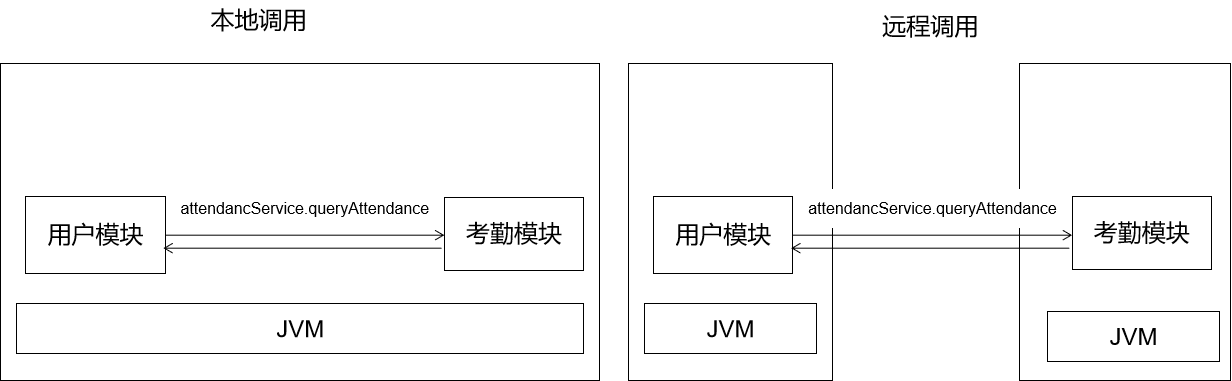 本地调用
远程调用
attendancService.queryAttendance
用户模块
考勤模块
JVM
attendancService.queryAttendance
用户模块
考勤模块
JVM
JVM